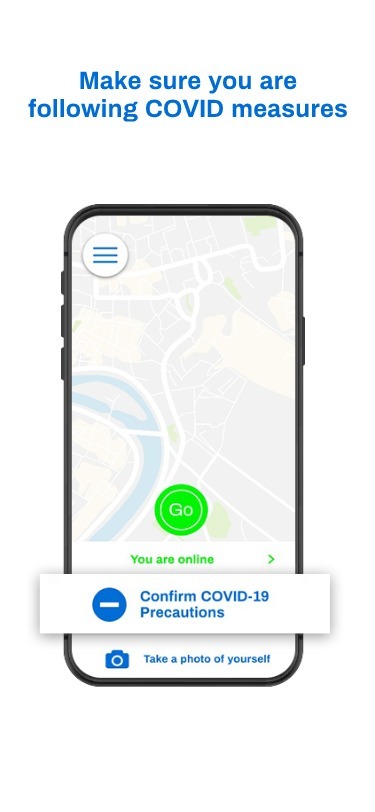 Make sure you are
following COVID measures
Go
You are online
Confirm COVID-19
Precautions
Take a photo of yourself